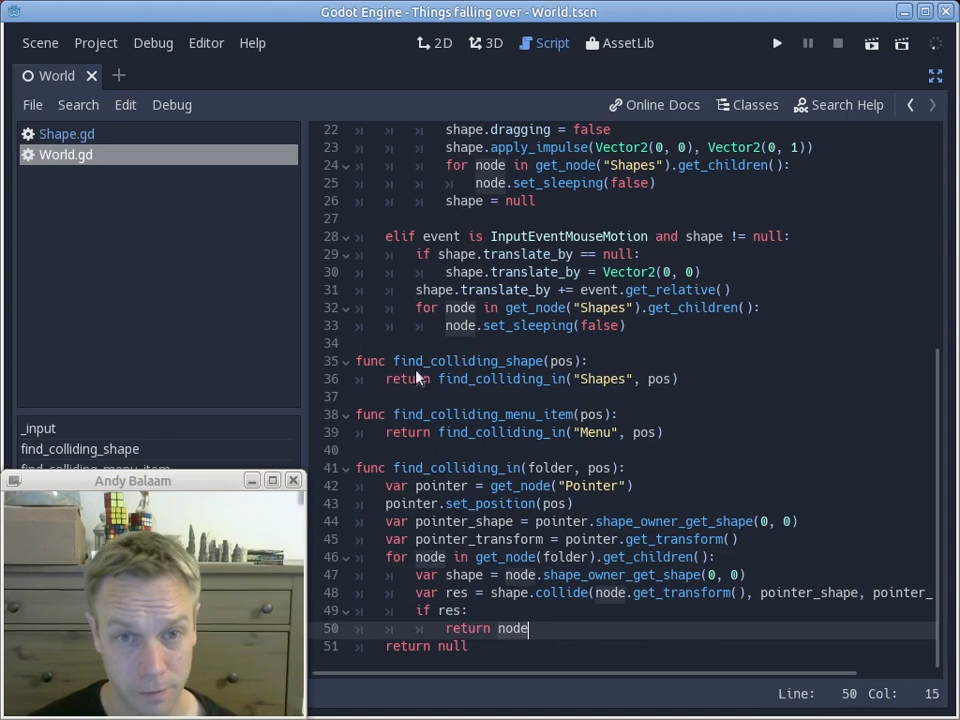 Godot Engine - Things falling over - World.tscn
Scene Project Debug Editor Help 2D 3D Script AssetLib
World
File Search Edit Debug Online Docs Classes Search Help
Shape.gd
World.gd
_input
find_colliding_shape
find_colliding_menu_item
22 shape.dragging = false
23 shape.apply_impulse(Vector2(0, 0), Vector2(0, 1))
24 for node in get_node("Shapes").get_children():
25 node.set_sleeping(false)
26 shape = null
27
28 elif event is InputEventMouseMotion and shape != null:
29 if shape.translate_by == null:
30 shape.translate_by = Vector2(0, 0)
31 shape.translate_by += event.get_relative()
32 for node in get_node("Shapes").get_children():
33 node.set_sleeping(false)
34
35 func find_colliding_shape(pos):
36 return find_colliding_in("Shapes", pos)
37
38 func find_colliding_menu_item(pos):
39 return find_colliding_in("Menu", pos)
40
41 func find_colliding_in(folder, pos):
42 var pointer = get_node("Pointer")
43 pointer.set_position(pos)
44 var pointer_shape = pointer.shape_owner_get_shape(0, 0)
45 var pointer_transform = pointer.get_transform()
46 for node in get_node(folder).get_children():
47 var shape = node.shape_owner_get_shape(0, 0)
48 var res = shape.collide(node.get_transform(), pointer_shape, pointer_
49 if res:
50 return node
51 return null
Line: 50 Col: 15
Andy Balaam